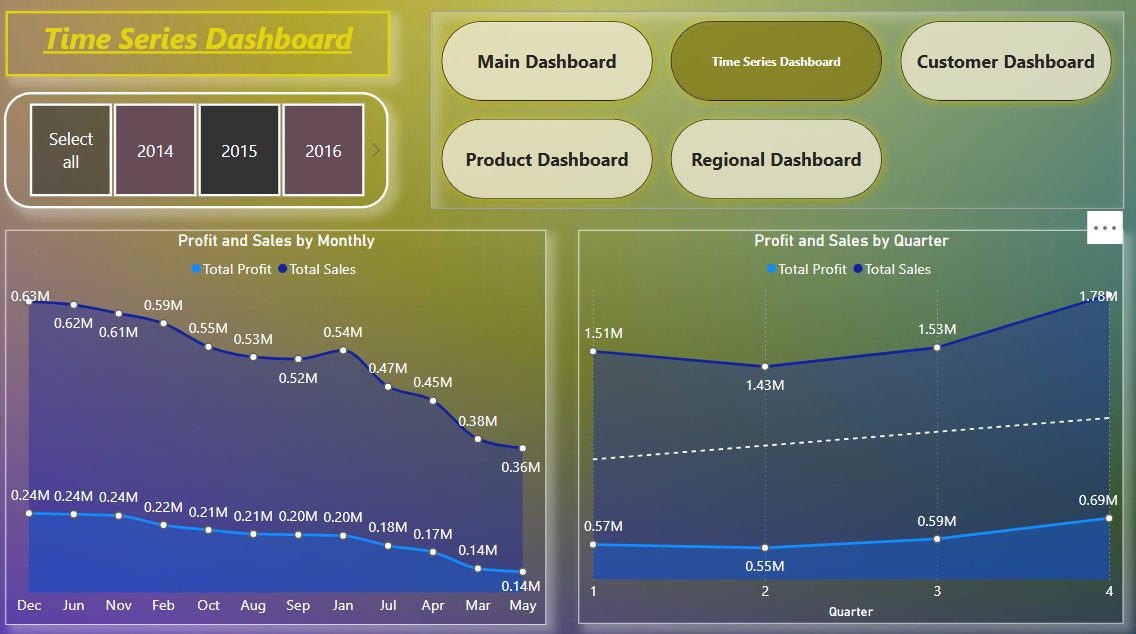 Time Series Dashboard
Main Dashboard
Time Series Dashboard
Customer Dashboard
Select
all
2014
2015
2016
Product Dashboard
Regional Dashboard
Profit and Sales by Monthly
Total Profit Total Sales
0.63M
0.62M
0.61M
0.59M
0.55M
0.53M
0.52M
0.54M
0.47M
0.45M
0.38M
0.36M
0.24M 0.24M 0.24M 0.22M 0.21M 0.21M 0.20M 0.20M 0.18M 0.17M 0.14M 0.14M
Dec Jun Nov Feb Oct Aug Sep Jan Jul Apr Mar May
Profit and Sales by Quarter
Total Profit Total Sales
1.51M
1.43M
1.53M
1.78M
0.57M
0.55M
0.59M
0.69M
1 2 3 4
Quarter